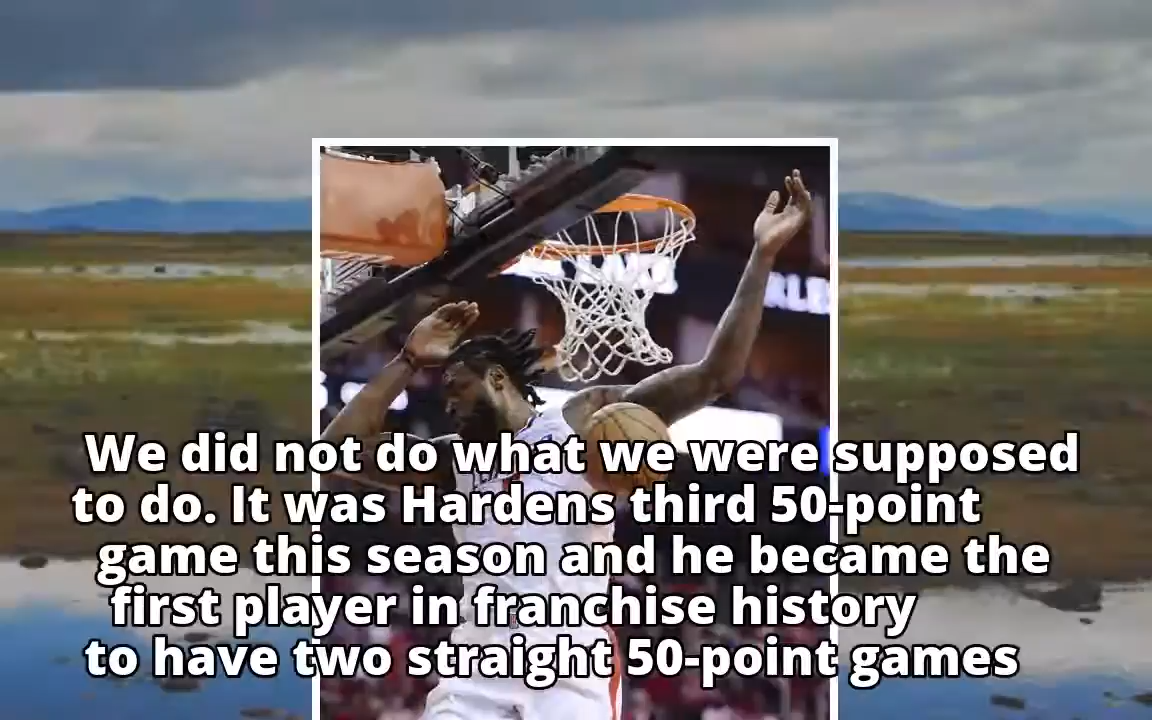 We did not do what we were supposed
to do. It was Hardens third 50-point
game this season and he became the
first player in franchise history
to have two straight 50-point games